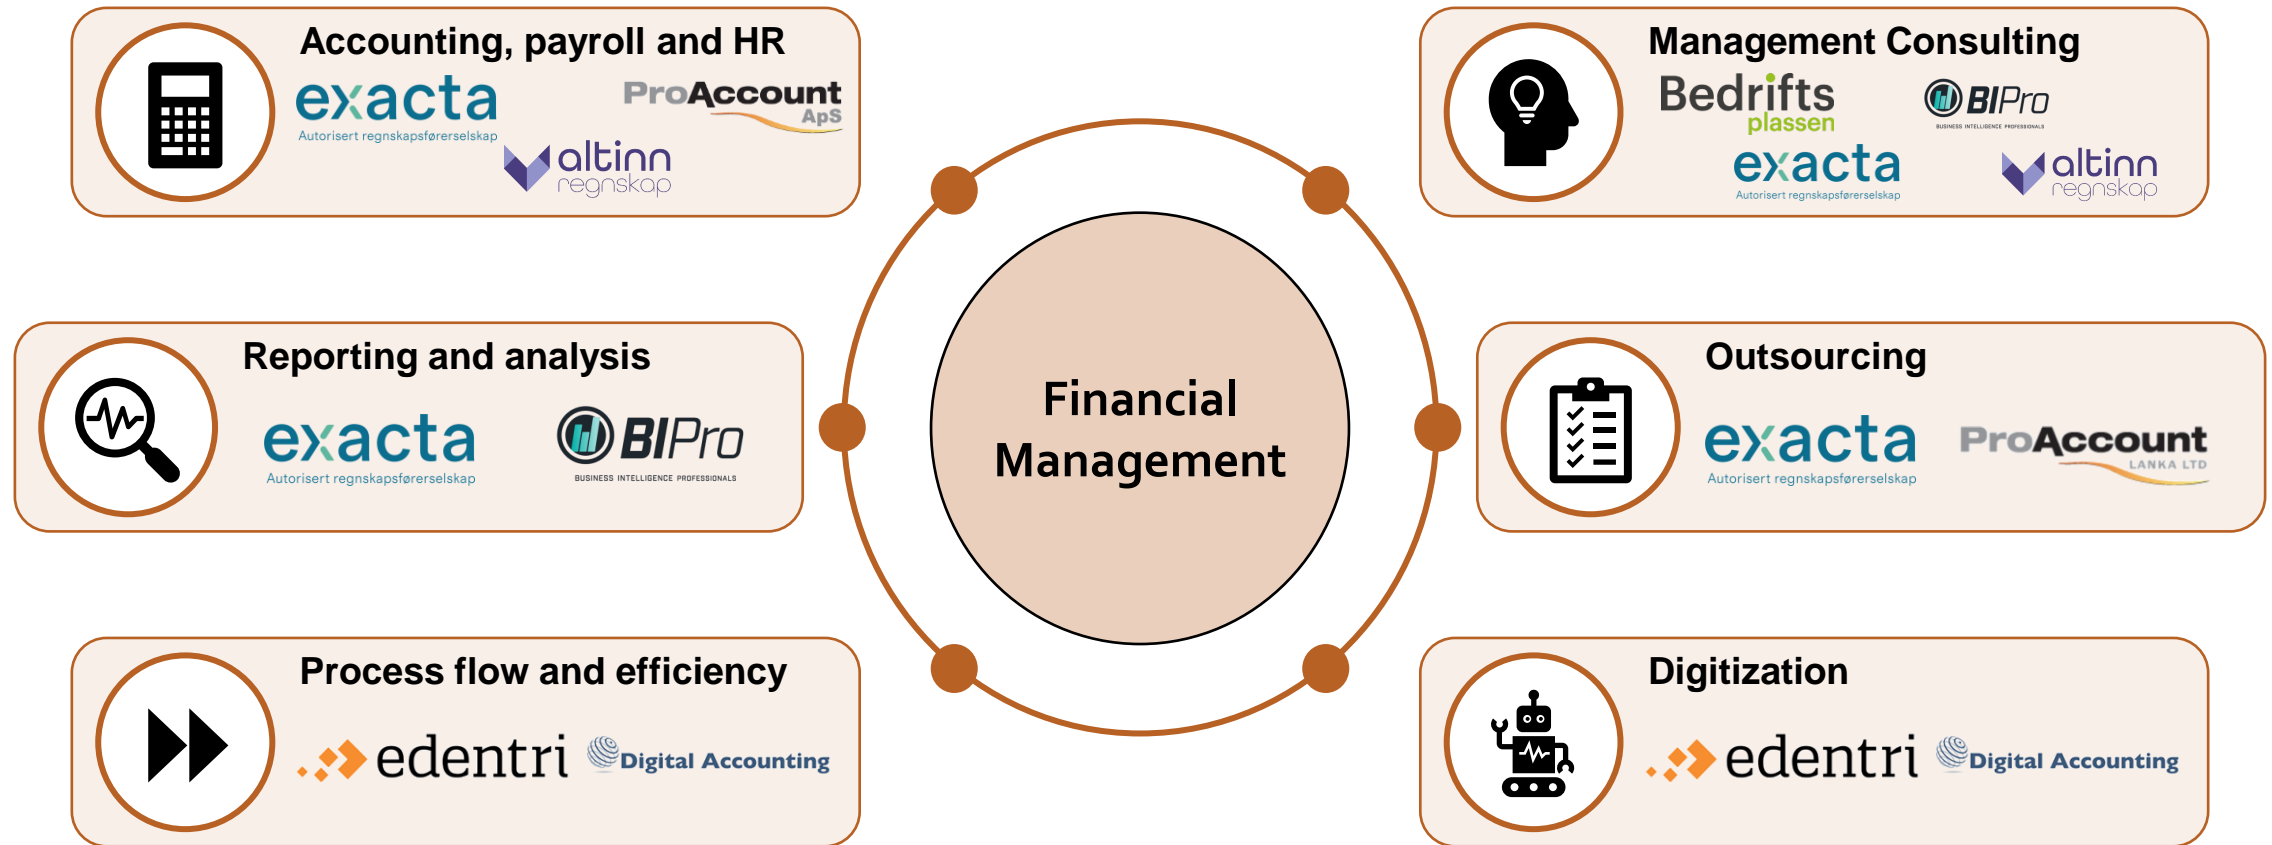 Accounting, payroll and HR
exacta
Autorisert regnskapsførerselskap
ProAccount
ApS
altinn
regnskap
Management Consulting
Bedrifts
plassen
BIPro
BUSINESS INTELLIGENCE PROFESSIONALS
exacta
Autorisert regnskapsførerselskap
altinn
regnskap
Reporting and analysis
exacta
Autorisert regnskapsførerselskap
BIPro
BUSINESS INTELLIGENCE PROFESSIONALS
Financial
Management
Outsourcing
exacta
Autorisert regnskapsførerselskap
ProAccount
LANKA LTD
Process flow and efficiency
edentri
Digital Accounting
Digitization
edentri
Digital Accounting